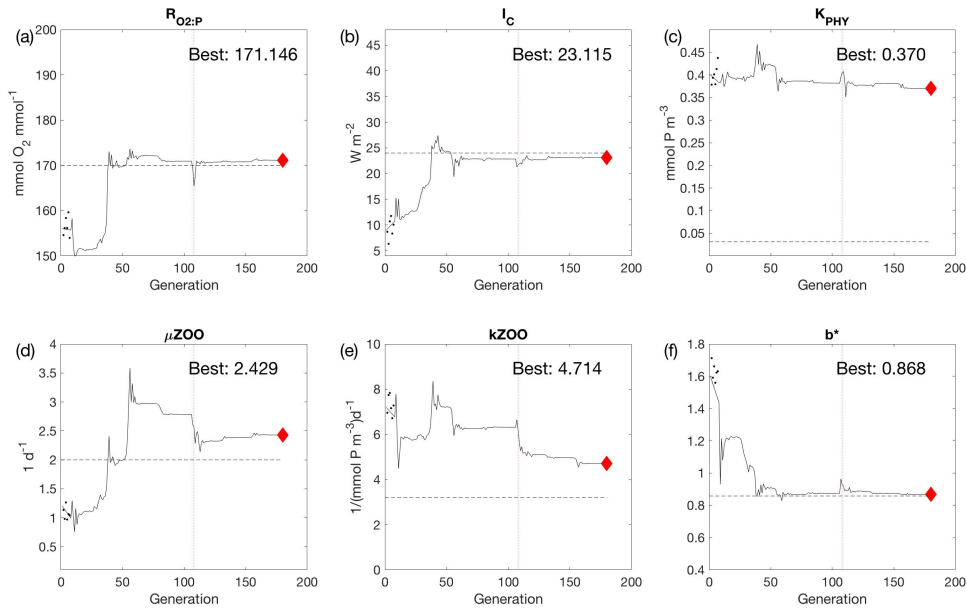 R_O2:P
(a)
Best: 171.146
mmol O₂ mmol⁻¹
200
190
180
170
160
150
0 50 100 150 200
Generation
I_C
(b)
Best: 23.115
W m⁻²
45
40
35
30
25
20
15
10
5
0 50 100 150 200
Generation
K_PHY
(c)
Best: 0.370
mmol P m⁻³
0.5
0.45
0.4
0.35
0.3
0.25
0.2
0.15
0.1
0.05
0 50 100 150 200
Generation
μZOO
(d)
Best: 2.429
1 d⁻¹
4
3.5
3
2.5
2
1.5
1
0.5
0 50 100 150 200
Generation
kZOO
(e)
Best: 4.714
1/(mmol P m⁻³)d⁻¹
10
8
6
4
2
0
0 50 100 150 200
Generation
b*
(f)
Best: 0.868
1.8
1.6
1.4
1.2
1
0.8
0.6
0.4
0 50 100 150 200
Generation